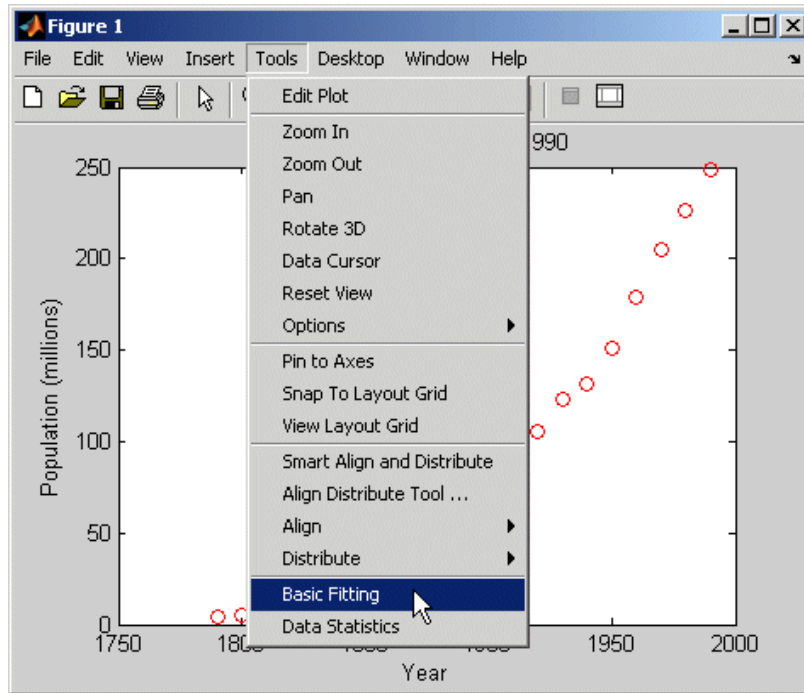 Figure 1
File Edit View Insert Tools Desktop Window Help
Edit Plot
Zoom In
Zoom Out
Pan
Rotate 3D
Data Cursor
Reset View
Options
Pin to Axes
Snap To Layout Grid
View Layout Grid
Smart Align and Distribute
Align Distribute Tool ...
Align
Distribute
Basic Fitting
Data Statistics
990
250
200
150
100
50
0
Population (millions)
1750 1950 2000
Year